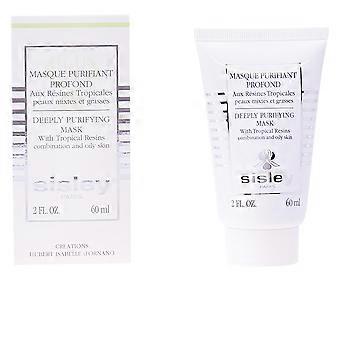 MASQUE PURIFIANT
PROFOND
Aux Résines Tropicales
peaux mixtes et grasses
DEEPLY PURIFYING
MASK
With Tropical Resins
combination and oily skin
sisley
PARIS
2 FL. OZ. 60 ml
CREATIONS
HUBERT ISABELLE d'ORNANO
MASQUE PURIFIANT
PROFOND
Aux Résines Tropicales
peaux mixtes et grasses
DEEPLY PURIFYING
MASK
With Tropical Resins
combination and oily skin
sisle
PARIS
2 FL. OZ. 60 ml